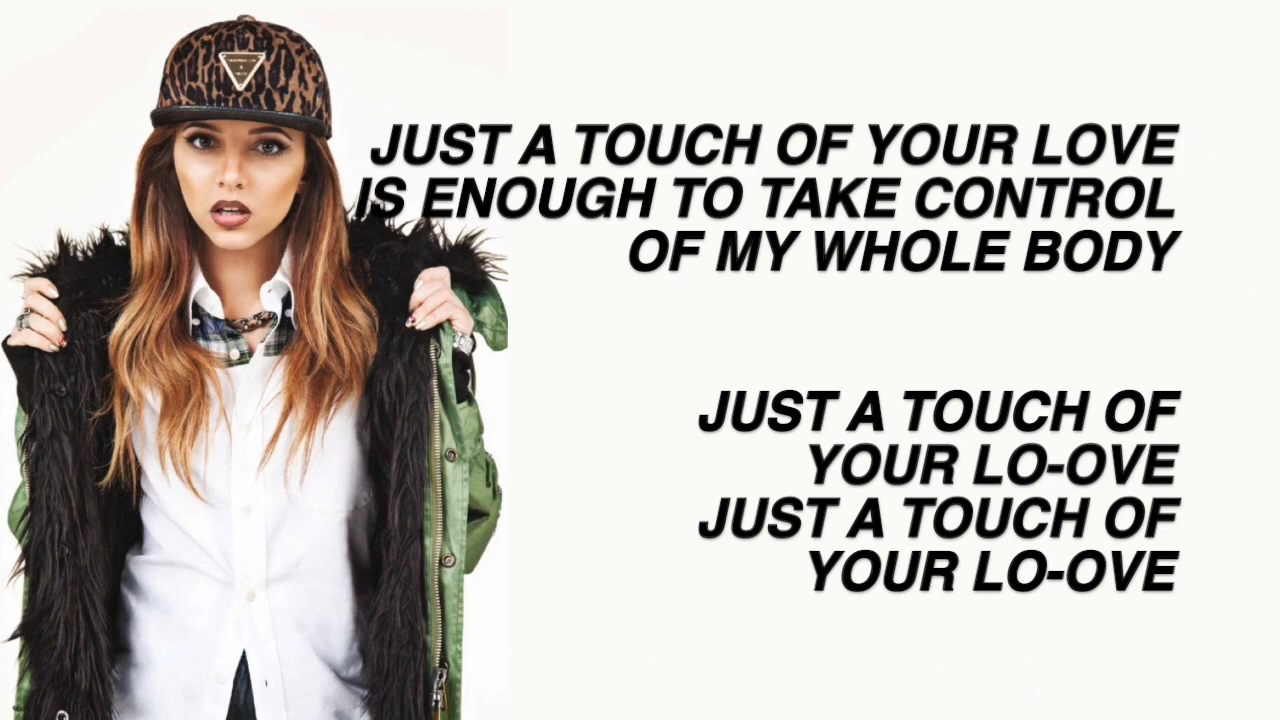 JUST A TOUCH OF YOUR LOVE
IS ENOUGH TO TAKE CONTROL
OF MY WHOLE BODY
JUST A TOUCH OF
YOUR LO-OVE
JUST A TOUCH OF
YOUR LO-OVE